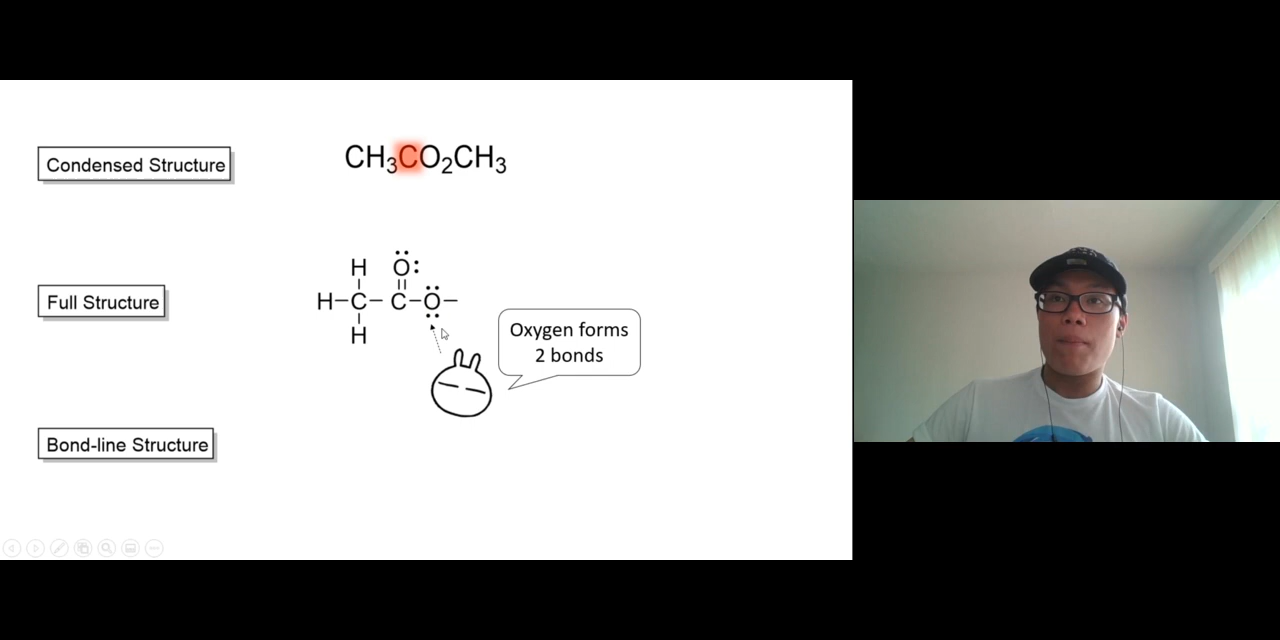 Condensed Structure
CH₃CO₂CH₃
Full Structure
H O
H C C O
H
Oxygen forms
2 bonds
Bond-line Structure